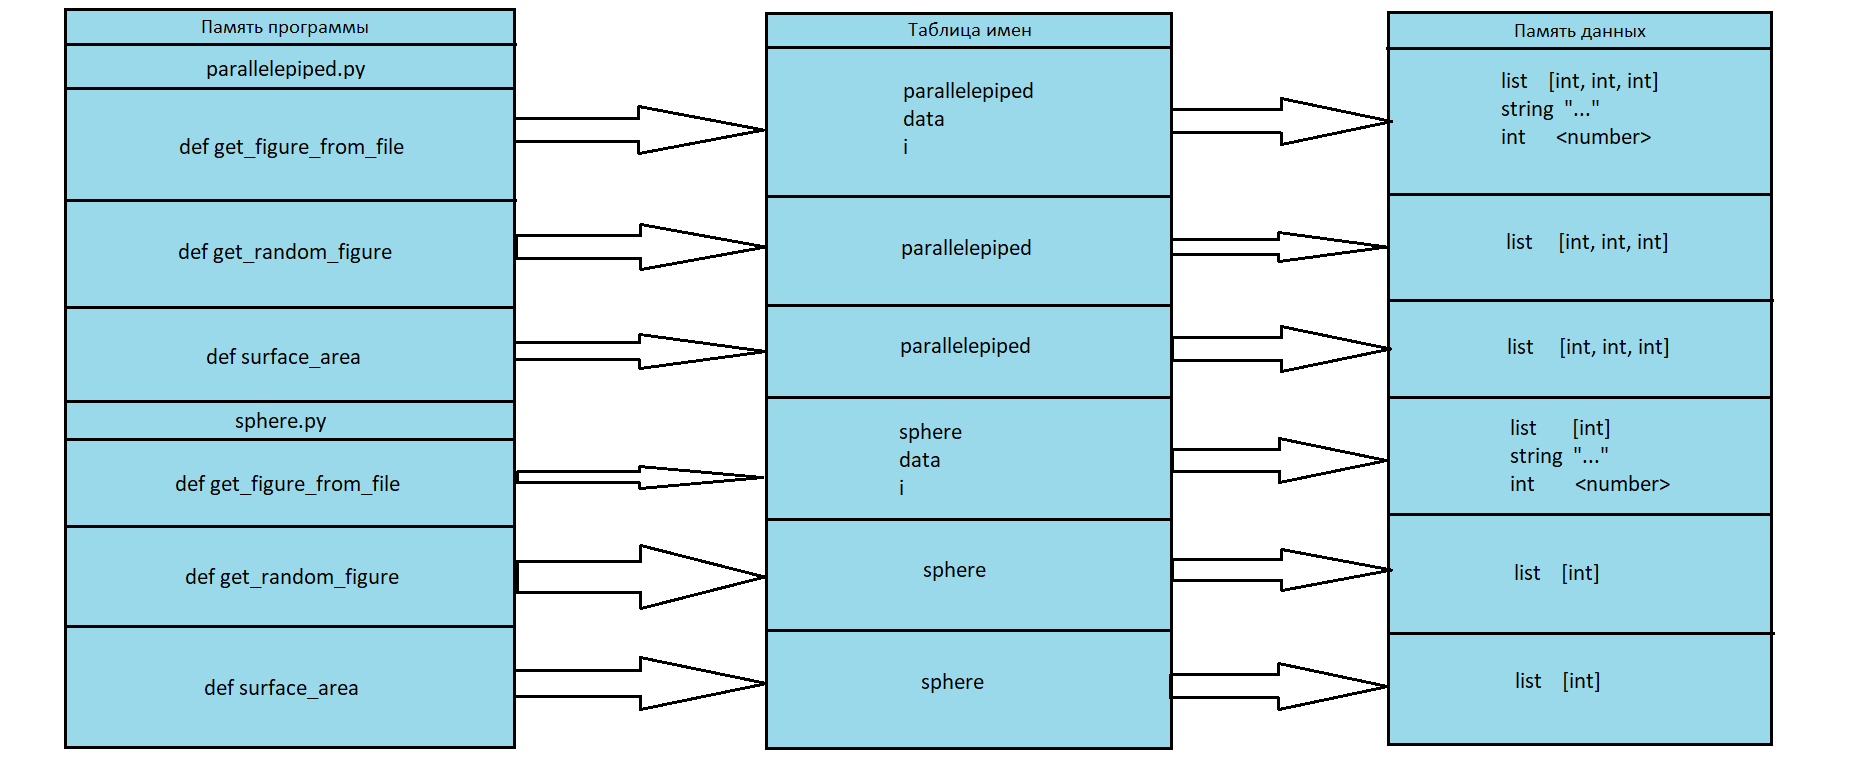 Память программы
parallelepiped.py
def get_figure_from_file
def get_random_figure
def surface_area
sphere.py
def get_figure_from_file
def get_random_figure
def surface_area
Таблица имен
parallelepiped
data
i
parallelepiped
parallelepiped
sphere
data
i
sphere
sphere
Память данных
list [int, int, int]
string "..."
int <number>
list [int, int, int]
list [int, int, int]
list [int]
string "..."
int <number>
list [int]
list [int]